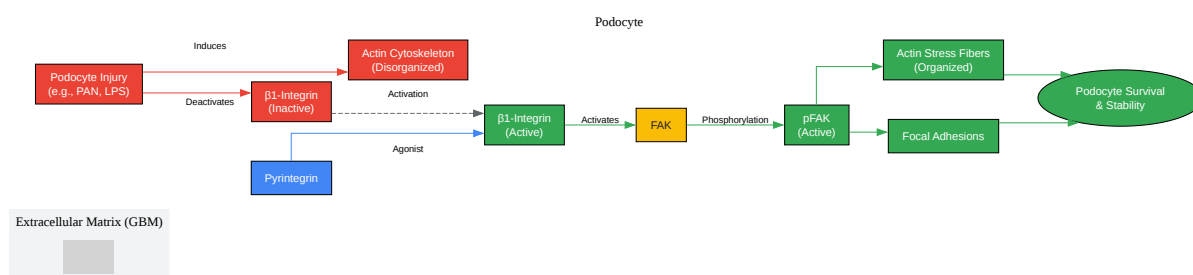 Podocyte
Induces
Actin Cytoskeleton
(Disorganized)
Podocyte Injury
(e.g., PAN, LPS)
Deactivates
β1-Integrin
(Inactive)
Activation
β1-Integrin
(Active)
Agonist
Pyrintegrin
Activates
FAK
Phosphorylation
pFAK
(Active)
Actin Stress Fibers
(Organized)
Focal Adhesions
Podocyte Survival
& Stability
Extracellular Matrix (GBM)